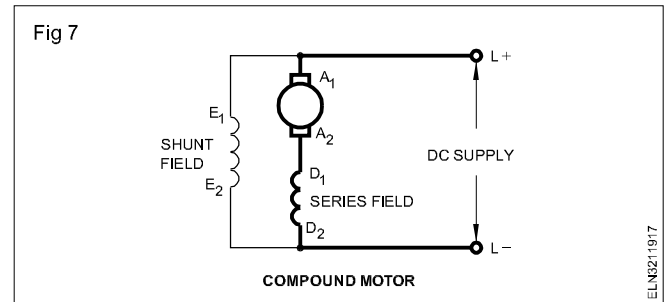 Fig 7
L+
A1
E1
A2
SHUNT
FIELD
DC SUPPLY
E2
D1
SERIES FIELD
D2
L–
COMPOUND MOTOR
ELN3211917